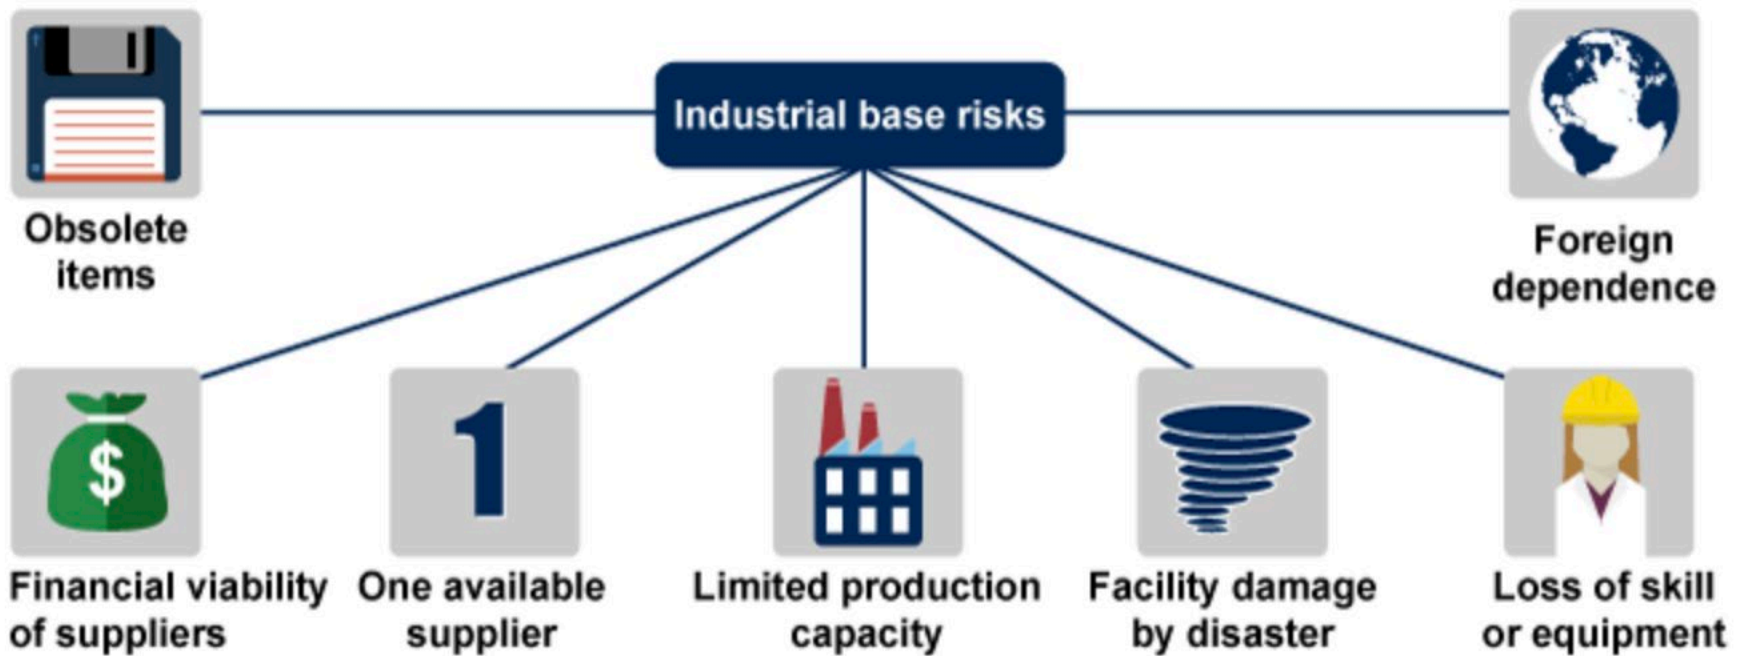 Industrial base risks
Obsolete
items
Foreign
dependence
$
1
Financial viability
of suppliers
One available
supplier
Limited production
capacity
Facility damage
by disaster
Loss of skill
or equipment